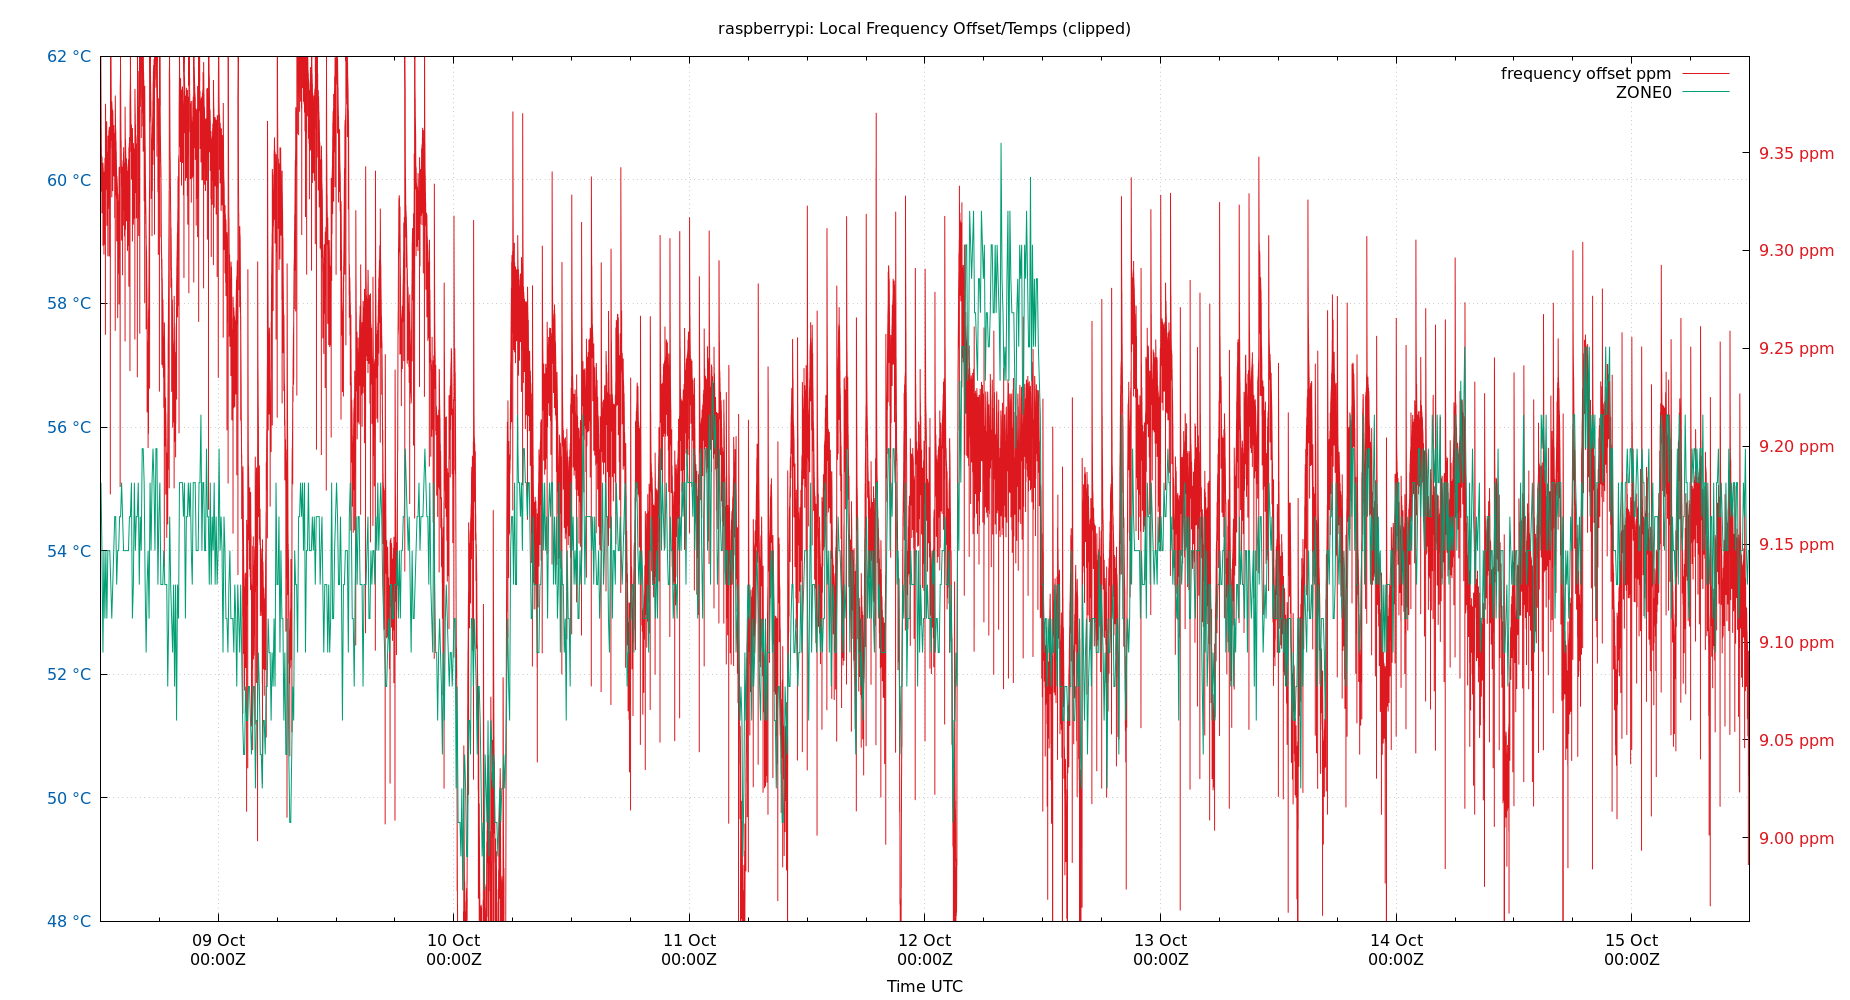 raspberrypi: Local Frequency Offset/Temps (clipped)
62 °C
60 °C
58 °C
56 °C
54 °C
52 °C
50 °C
48 °C
frequency offset ppm
ZONE0
9.35 ppm
9.30 ppm
9.25 ppm
9.20 ppm
9.15 ppm
9.10 ppm
9.05 ppm
9.00 ppm
09 Oct 10 Oct 11 Oct 12 Oct 13 Oct 14 Oct 15 Oct
00:00Z 00:00Z 00:00Z 00:00Z 00:00Z 00:00Z 00:00Z
Time UTC